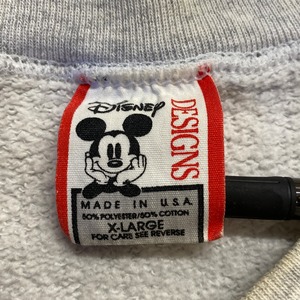 DISNEY
DESIGNS
MADE IN U.S.A.
50% POLYESTER/50% COTTON
X-LARGE
FOR CARE SEE REVERSE